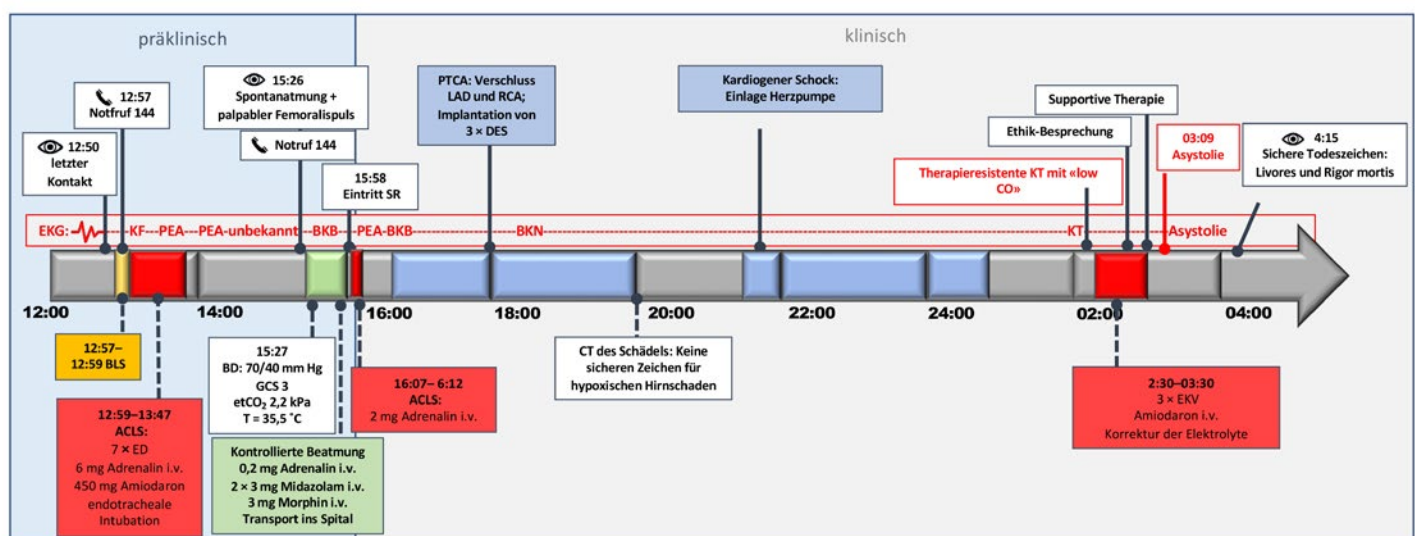 präklinisch
klinisch
12:50
letzter
Kontakt
12:57
Notfruf 144
15:26
Spontanatmung +
palpabler Femoralispuls
Notruf 144
15:58
Eintritt SR
PTCA: Verschluss
LAD und RCA;
Implantation von
3 × DES
Kardiogener Schock:
Einlage Herzpumpe
Therapieresistente KT mit «low
CO»
Ethik-Besprechung
Supportive Therapie
03:09
Asystolie
4:15
Sichere Todeszeichen:
Livores und Rigor mortis
EKG: KF---PEA---PEA-unbekannt---BKB---PEA-BKB---BKN---KT---Asystolie
12:00 14:00 16:00 18:00 20:00 22:00 24:00 02:00 04:00
12:57–
12:59 BLS
12:59–13:47
ACLS:
7 × ED
6 mg Adrenalin i.v.
450 mg Amiodaron
endotracheale
Intubation
15:27
BD: 70/40 mm Hg
GCS 3
etCO₂ 2,2 kPa
T = 35,5 °C
Kontrollierte Beatmung
0,2 mg Adrenalin i.v.
2 × 3 mg Midazolam i.v.
3 mg Morphin i.v.
Transport ins Spital
16:07– 6:12
ACLS:
2 mg Adrenalin i.v.
CT des Schädels: Keine
sicheren Zeichen für
hypoxischen Hirnschaden
2:30–03:30
3 × EKV
Amiodaron i.v.
Korrektur der Elektrolyte